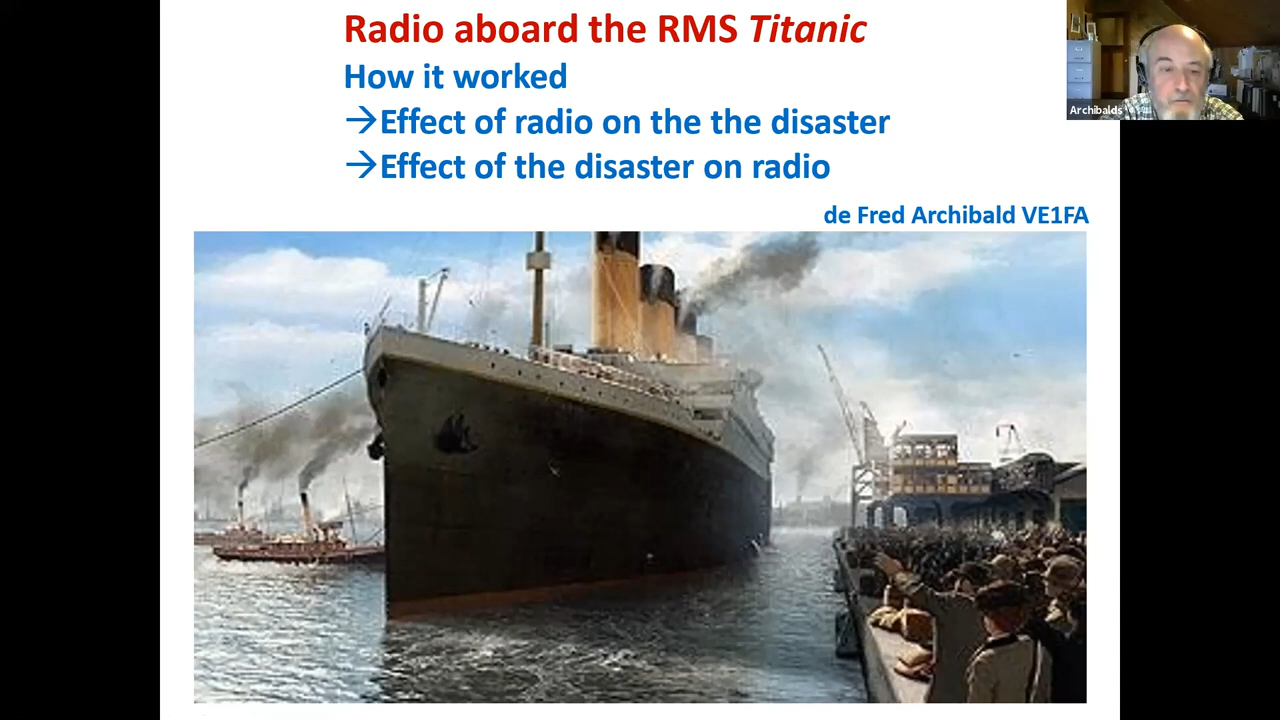 Radio aboard the RMS Titanic
How it worked
→Effect of radio on the the disaster
→Effect of the disaster on radio
de Fred Archibald VE1FA
Archibalds